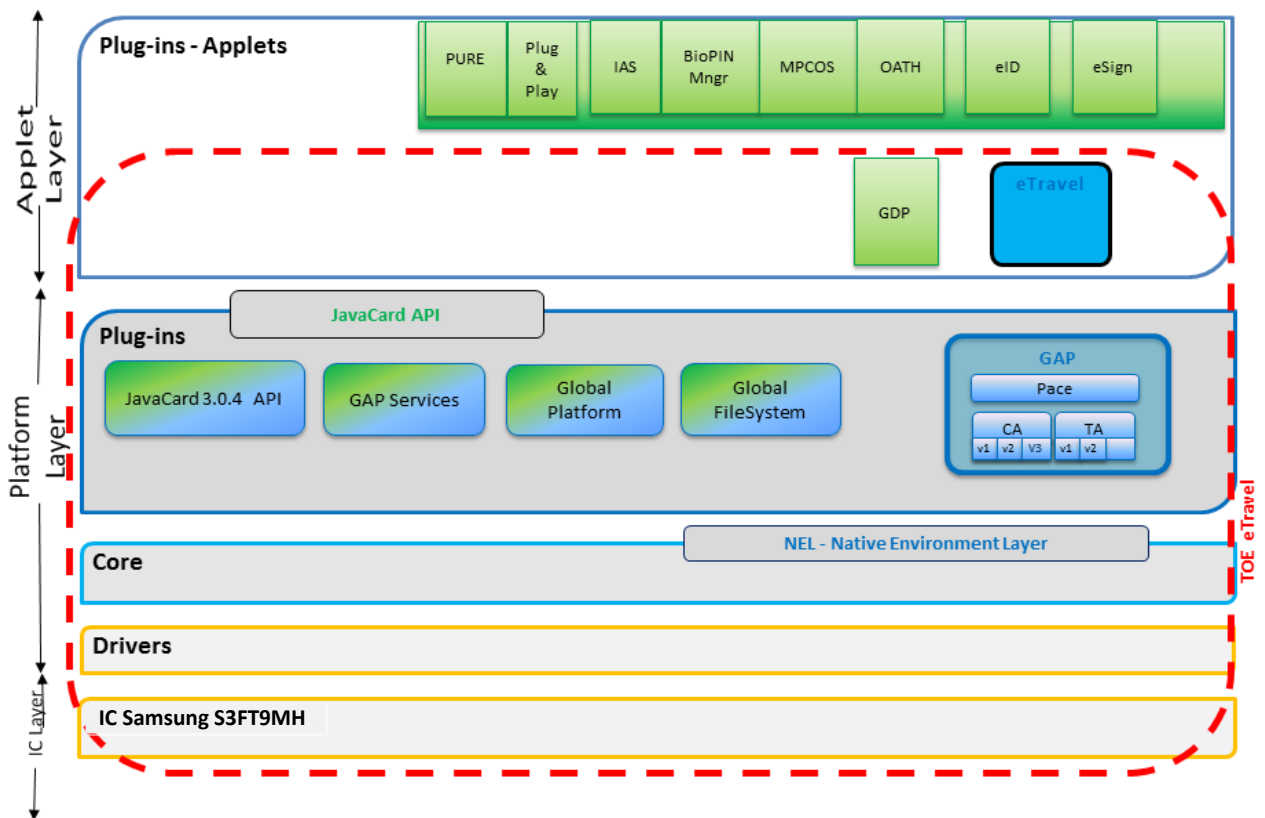 Plug-ins - Applets
PURE
Plug
&
Play
IAS
BioPIN
Mngr
MPCOS
OATH
eID
eSign
Applet
Layer
GDP
eTravel
JavaCard API
Plug-ins
JavaCard 3.0.4 API
GAP Services
Global
Platform
Global
FileSystem
GAP
Pace
CA
TA
v1
v2
V3
v1
v2
Platform
Layer
NEL - Native Environment Layer
Core
TOE eTravel
Drivers
IC Layer
IC Samsung S3FT9MH